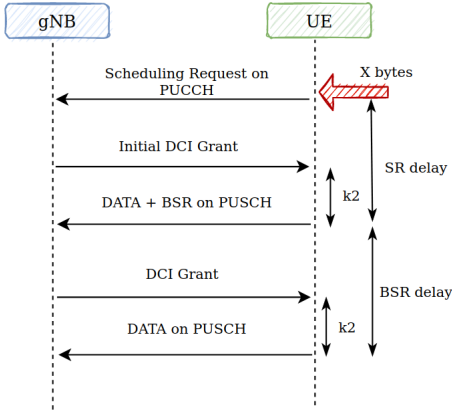 gNB
UE
X bytes
Scheduling Request on
PUCCH
Initial DCI Grant
SR delay
k2
DATA + BSR on PUSCH
DCI Grant
BSR delay
k2
DATA on PUSCH